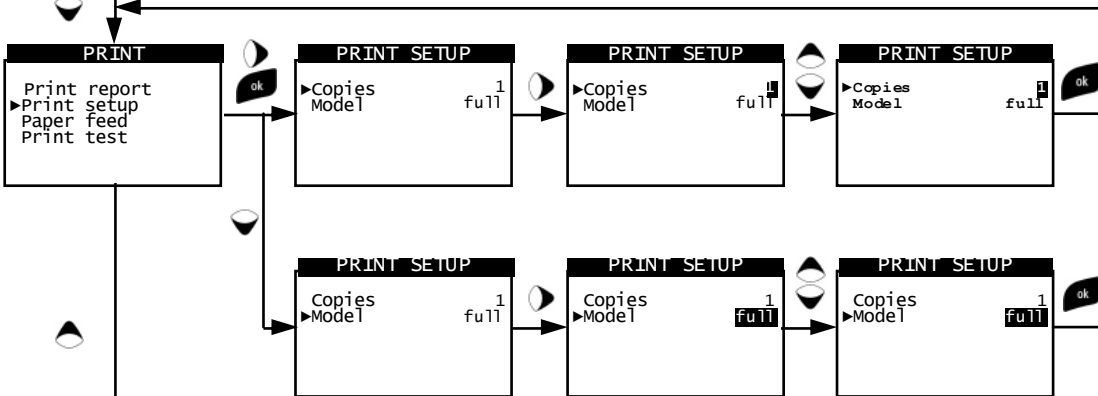 PRINT
Print report
►Print setup
Paper feed
Print test
ok
PRINT SETUP
►Copies 1
Model full
PRINT SETUP
►Copies 1
Model full
PRINT SETUP
►Copies 1
Model full
ok
PRINT SETUP
Copies 1
►Model full
PRINT SETUP
Copies 1
►Model full
PRINT SETUP
Copies 1
►Model full
ok